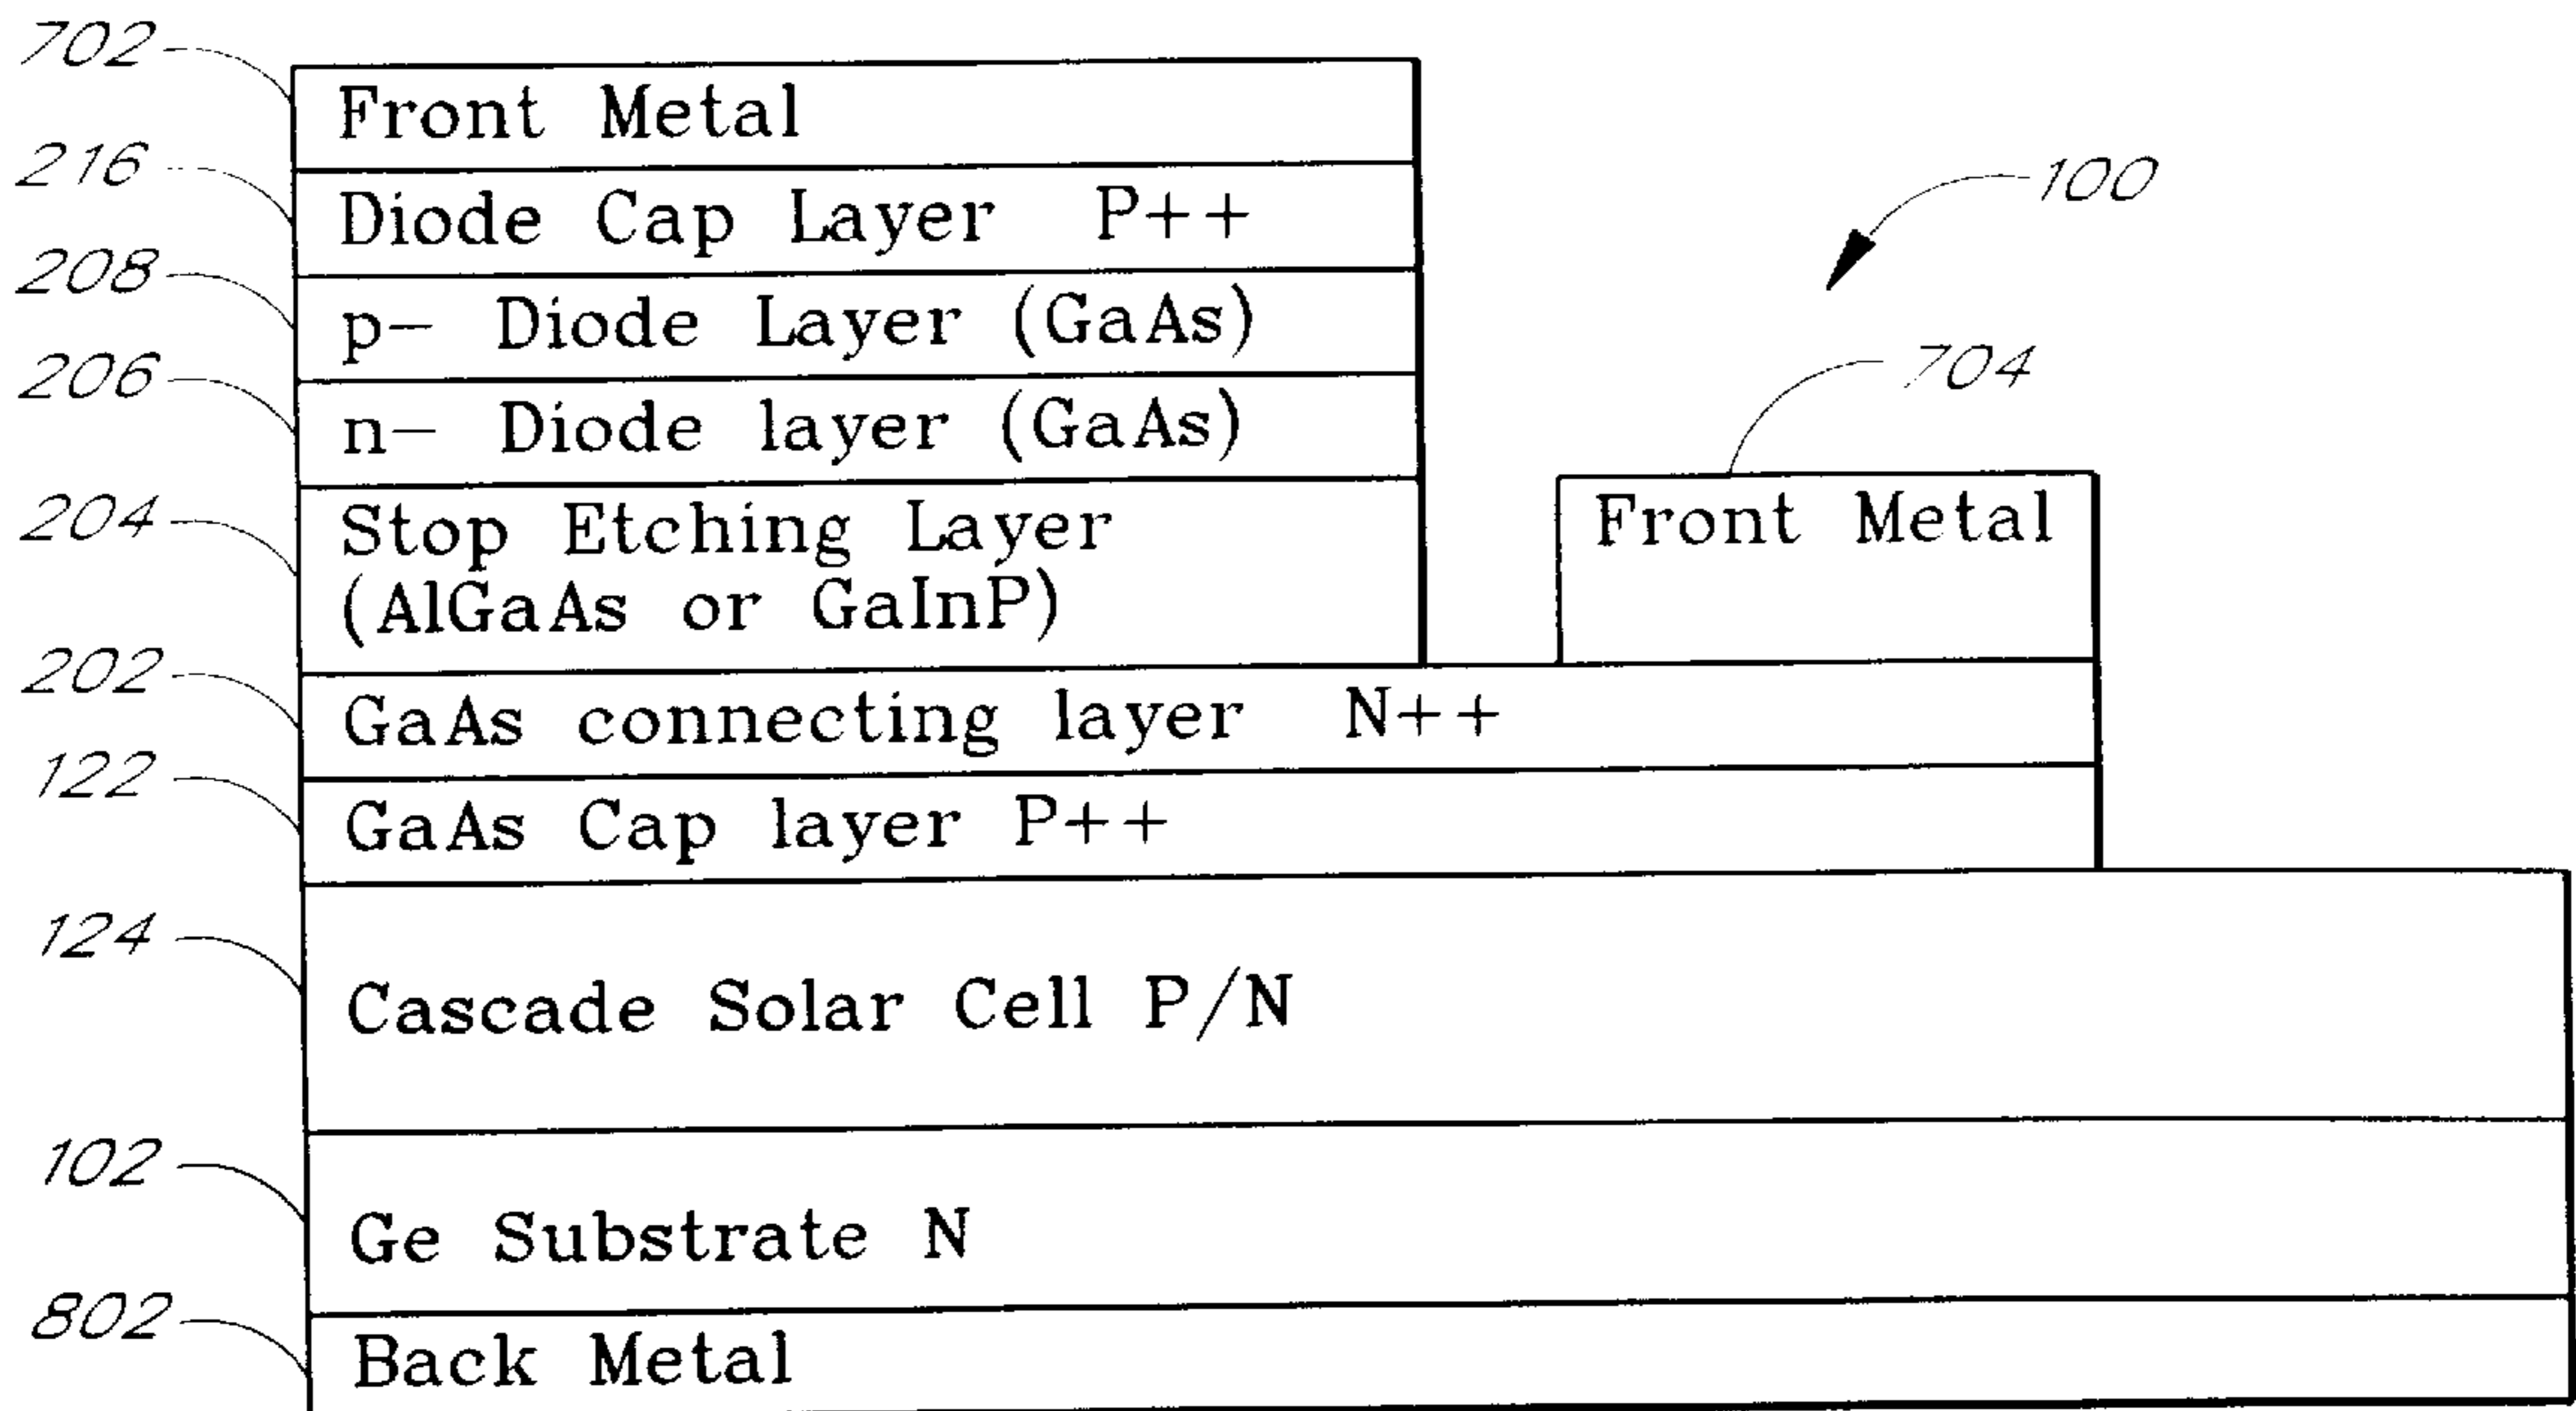 702
Front Metal
216
Diode Cap Layer P++
100
208
p- Diode Layer (GaAs)
206
n- Diode layer (GaAs)
704
204
Stop Etching Layer
(AlGaAs or GaInP)
Front Metal
202
GaAs connecting layer N++
122
GaAs Cap layer P++
124
Cascade Solar Cell P/N
102
Ge Substrate N
802
Back Metal